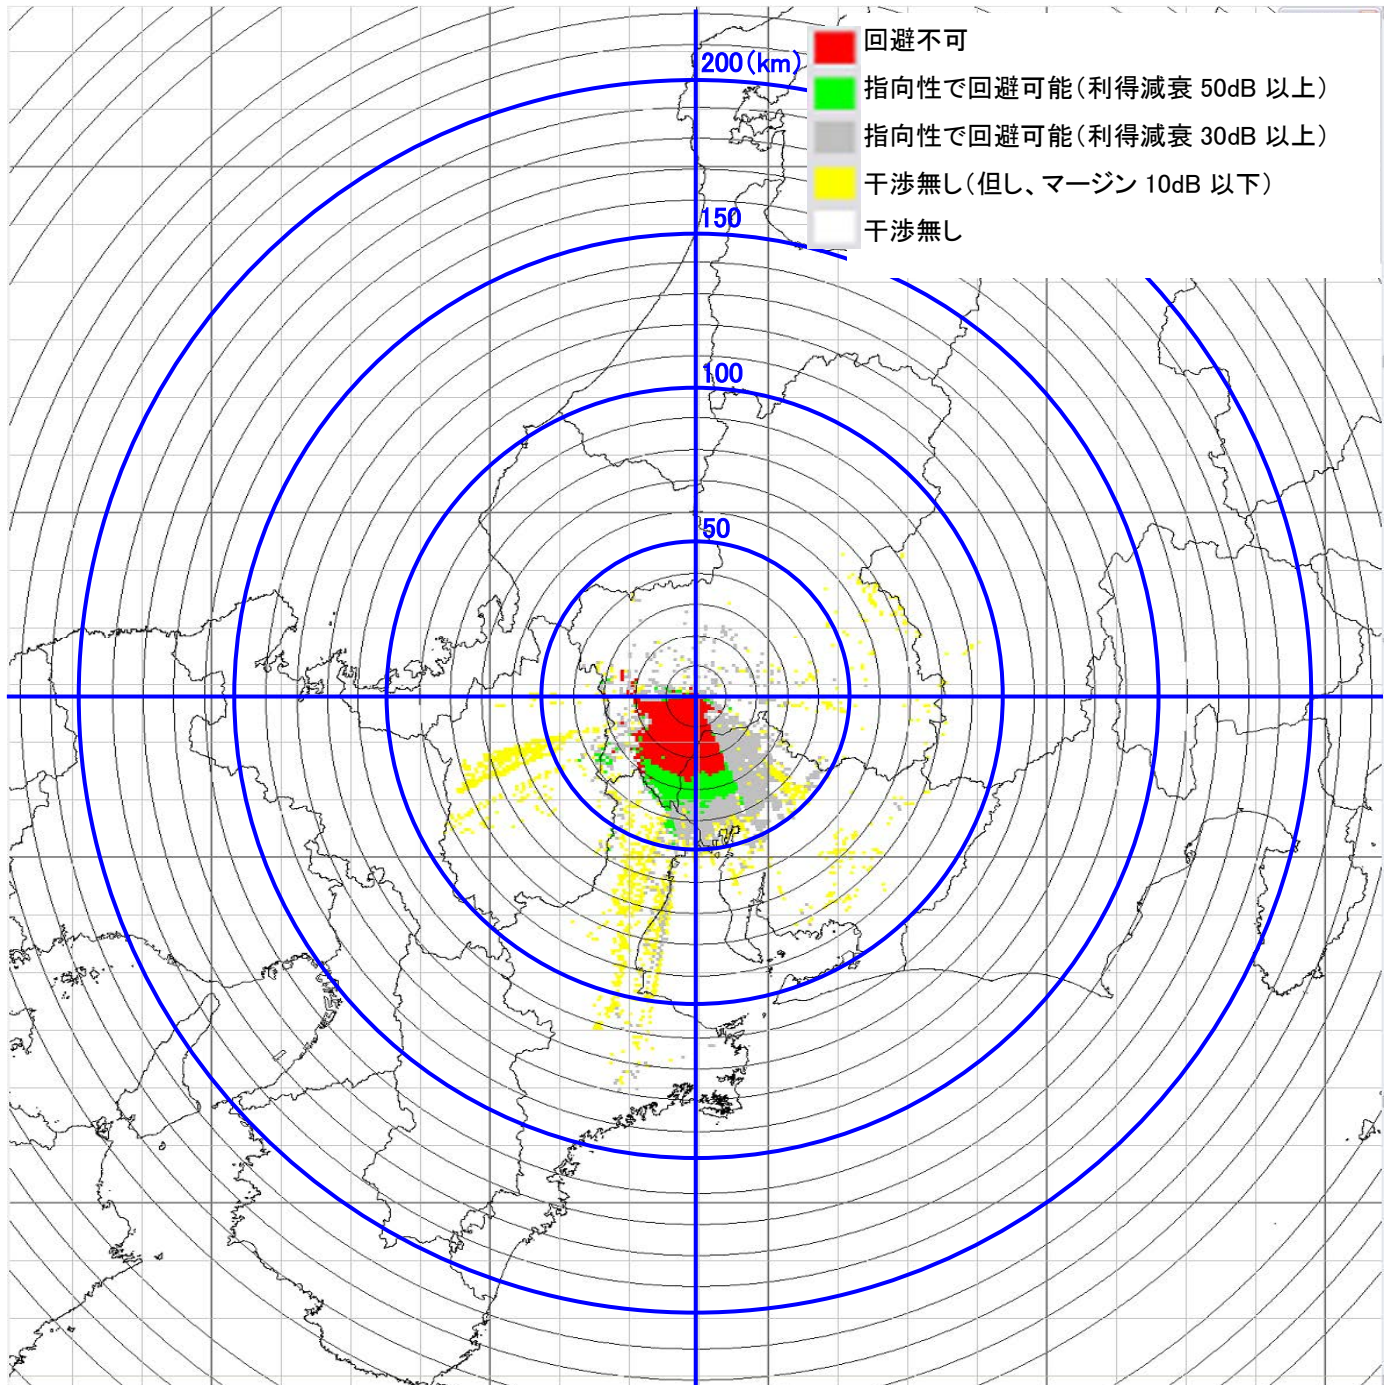 回避不可
200(km)
指向性で回避可能(利得減衰 50dB 以上)
指向性で回避可能(利得減衰 30dB 以上)
干渉無し(但し、マージン 10dB 以下)
150
干渉無し
100
50